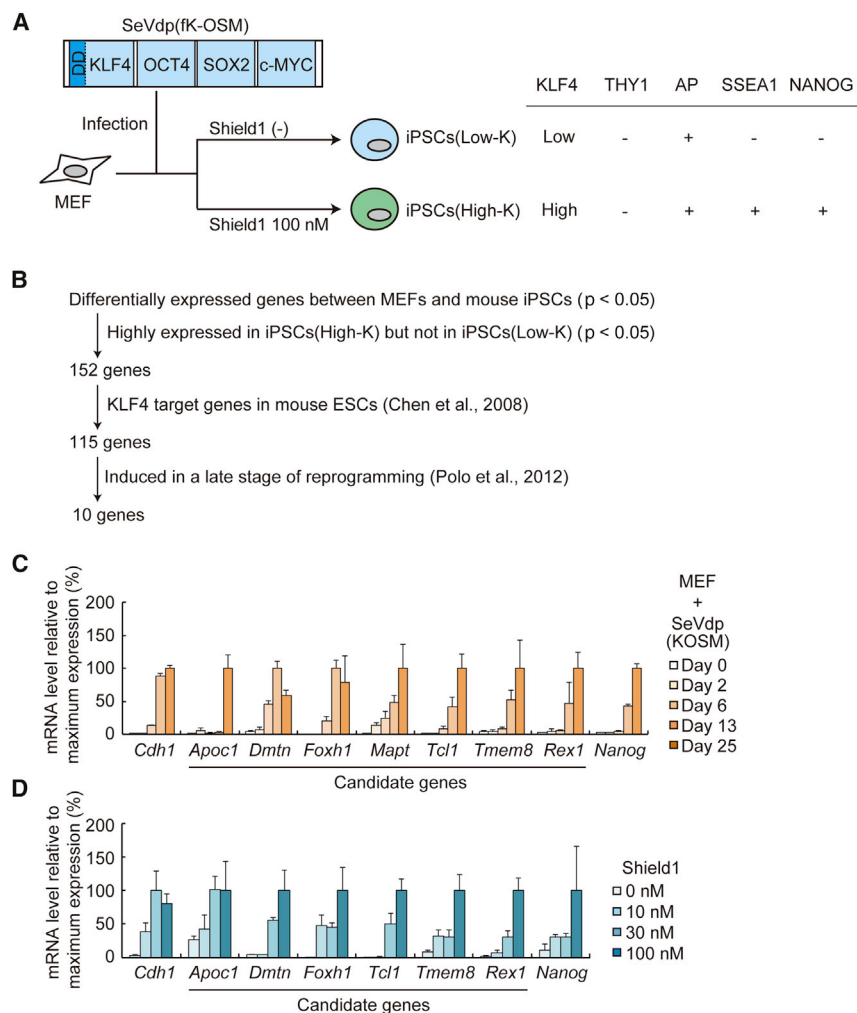 A
SeVdp(fK-OSM)
DD KLF4 OCT4 SOX2 c-MYC
Infection
MEF
Shield1 (-)
Shield1 100 nM
iPSCs(Low-K)
iPSCs(High-K)
KLF4 THY1 AP SSEA1 NANOG
Low - + - -
High - + + +
B
Differentially expressed genes between MEFs and mouse iPSCs (p < 0.05)
Highly expressed in iPSCs(High-K) but not in iPSCs(Low-K) (p < 0.05)
152 genes
KLF4 target genes in mouse ESCs (Chen et al., 2008)
115 genes
Induced in a late stage of reprogramming (Polo et al., 2012)
10 genes
C
mRNA level relative to
maximum expression (%)
200
150
100
50
0
Cdh1 Apoc1 Dmtn Foxh1 Mapt Tcl1 Tmem8 Rex1 Nanog
Candidate genes
MEF
+
SeVdp
(KOSM)
Day 0
Day 2
Day 6
Day 13
Day 25
D
mRNA level relative to
maximum expression (%)
200
150
100
50
0
Cdh1 Apoc1 Dmtn Foxh1 Tcl1 Tmem8 Rex1 Nanog
Candidate genes
Shield1
0 nM
10 nM
30 nM
100 nM